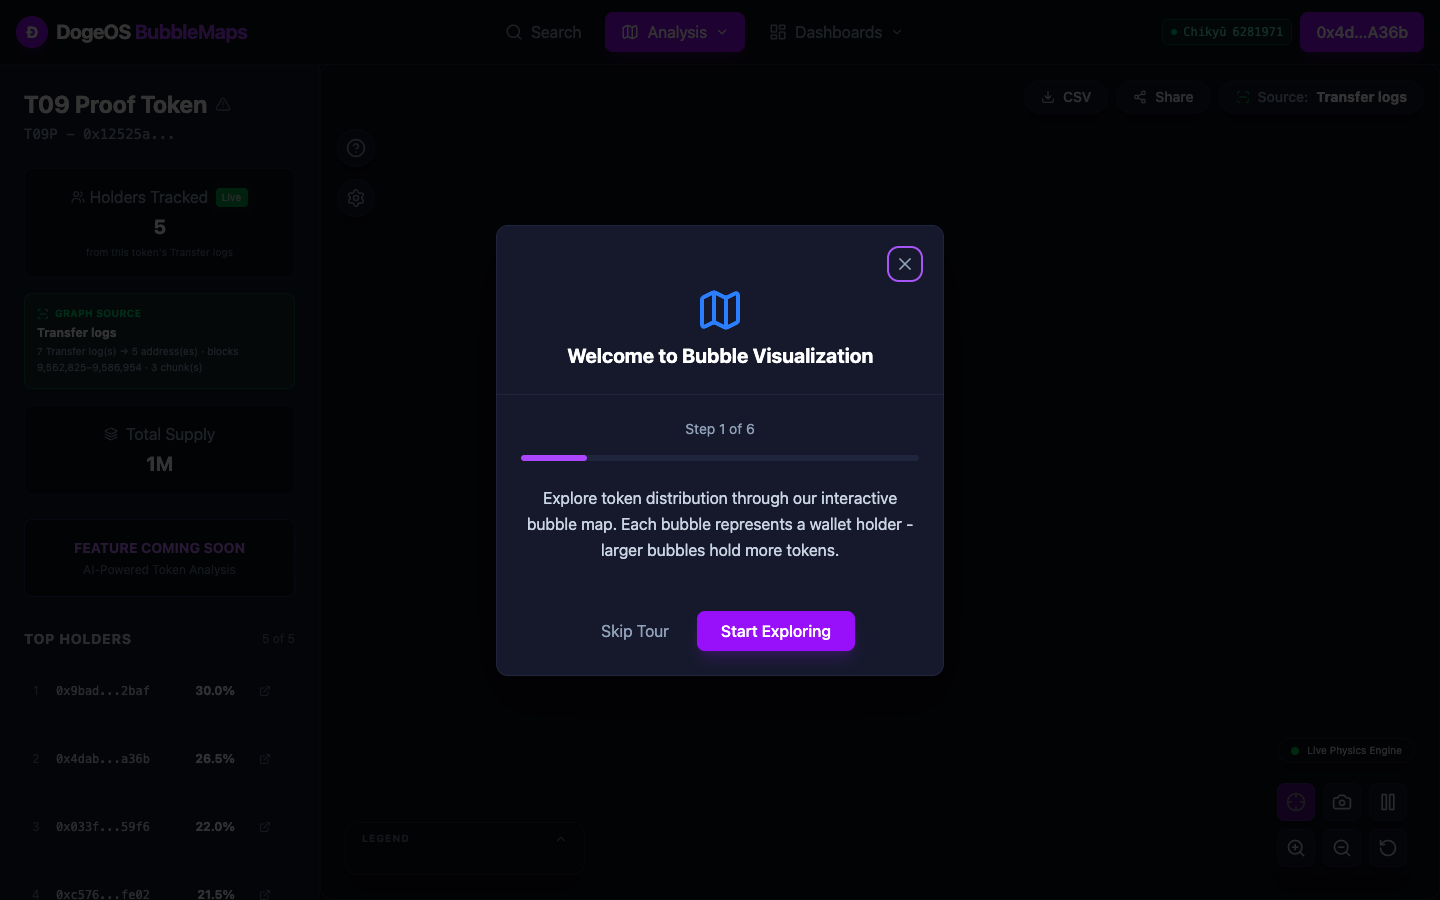 DogeOS BubbleMaps
Search
Analysis
Dashboards
Chikyū 6281971
0x4d...A36b
T09 Proof Token
T09P – 0x12525a...
CSV
Share
Source: Transfer logs
Holders Tracked Live
5
from this token's Transfer logs
GRAPH SOURCE
Transfer logs
7 Transfer log(s) → 5 address(es) · blocks
9,562,825–9,586,954 · 3 chunk(s)
Total Supply
1M
FEATURE COMING SOON
AI-Powered Token Analysis
TOP HOLDERS 5 of 5
1 0x9bad...2baf 30.0%
2 0x4dab...a36b 26.5%
3 0x033f...59f6 22.0%
4 0xc576...fe02 21.5%
Welcome to Bubble Visualization
Step 1 of 6
Explore token distribution through our interactive
bubble map. Each bubble represents a wallet holder -
larger bubbles hold more tokens.
Skip Tour
Start Exploring
LEGEND
Live Physics Engine